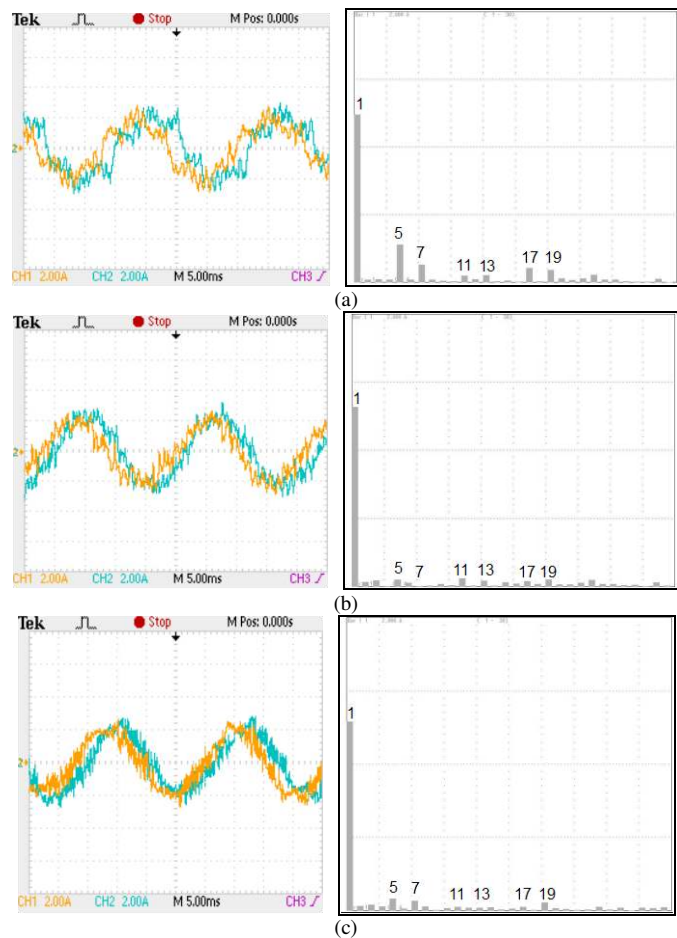 Tek Stop M Pos: 0.000s
2
CH1 2.00A CH2 2.00A M 5.00ms CH3
1
5
7
11 13
17 19
(a)
Tek Stop M Pos: 0.000s
2
CH1 2.00A CH2 2.00A M 5.00ms CH3
1
5 7 11 13 17 19
(b)
Tek Stop M Pos: 0.000s
2
CH1 2.00A CH2 2.00A M 5.00ms CH3
1
5 7 11 13 17 19
(c)